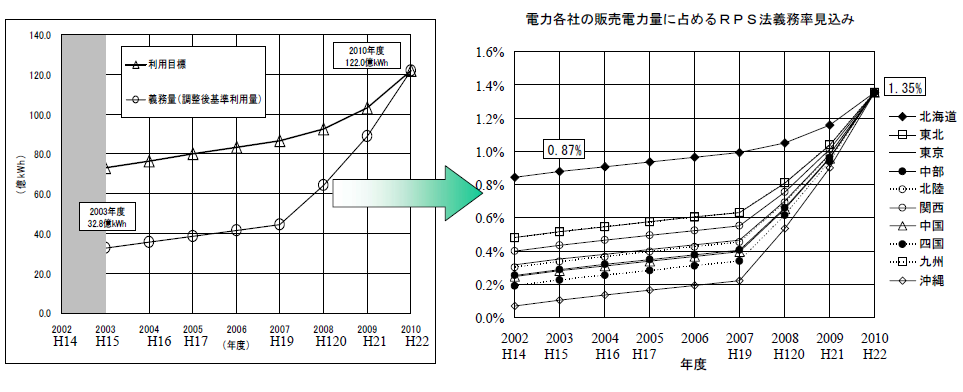 140.0
120.0
100.0
80.0
60.0
40.0
20.0
0.0
(億kWh)
利用目標
義務量(調整後基準利用量)
2010年度
122.0億kWh
2003年度
32.8億kWh
2002 2003 2004 2005 2006 2007 2008 2009 2010
H14 H15 H16 H17 (年度) H19 H120 H21 H22
電力各社の販売電力量に占めるRPS法義務率見込み
1.6%
1.4%
1.2%
1.0%
0.8%
0.6%
0.4%
0.2%
0.0%
0.87%
1.35%
北海道
東北
東京
中部
北陸
関西
中国
四国
九州
沖縄
2002 2003 2004 2005 2006 2007 2008 2009 2010
H14 H15 H16 H17 H19 H120 H21 H22
年度